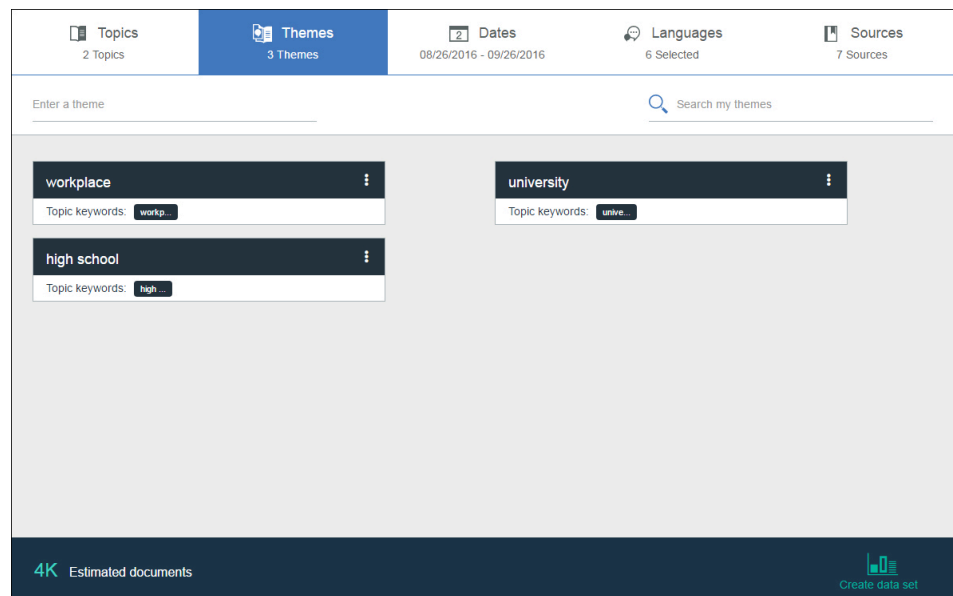 Topics
2 Topics
Themes
3 Themes
2 Dates
08/26/2016 - 09/26/2016
Languages
6 Selected
Sources
7 Sources
Enter a theme
Search my themes
workplace
Topic keywords: workp...
university
Topic keywords: unive...
high school
Topic keywords: high ...
4K Estimated documents
Create data set